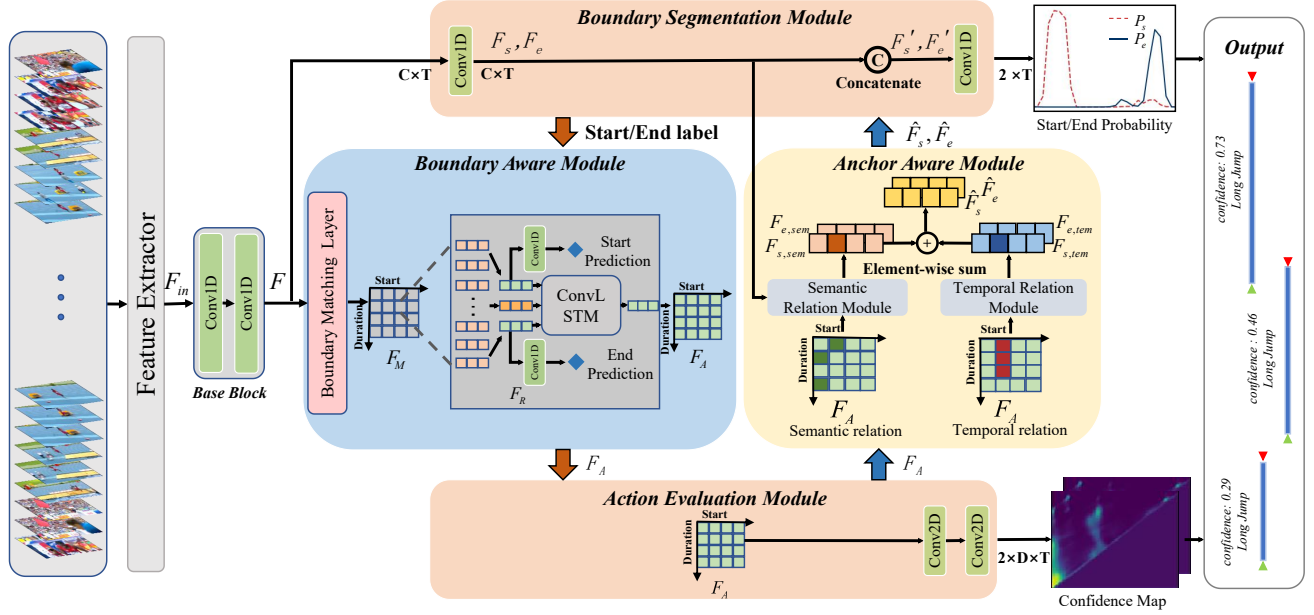 Boundary Segmentation Module
Conv1D
F_s, F_e
C×T
C×T
C
Concatenate
F_s', F_e'
Conv1D
2×T
P_s
P_e
Start/End Probability
Output
Start/End label
F̂_s, F̂_e
Feature Extractor
F_in
Conv1D
Conv1D
Base Block
F
Boundary Aware Module
Boundary Matching Layer
Start
Duration
F_M
Conv1D
Start
Prediction
ConvL
STM
Conv1D
End
Prediction
F_R
Start
Duration
F_A
Anchor Aware Module
F̂_e
F̂_s
F_e,sem
F_s,sem
+
F_e,tem
F_s,tem
Element-wise sum
Semantic
Relation Module
Temporal Relation
Module
Start
Duration
F_A
Semantic relation
Start
Duration
F_A
Temporal relation
F_A
F_A
Action Evaluation Module
Start
Duration
F_A
Conv2D
Conv2D
2×D×T
Confidence Map
confidence: 0.73
Long Jump
confidence : 0.46
Long Jump
confidence: 0.29
Long Jump